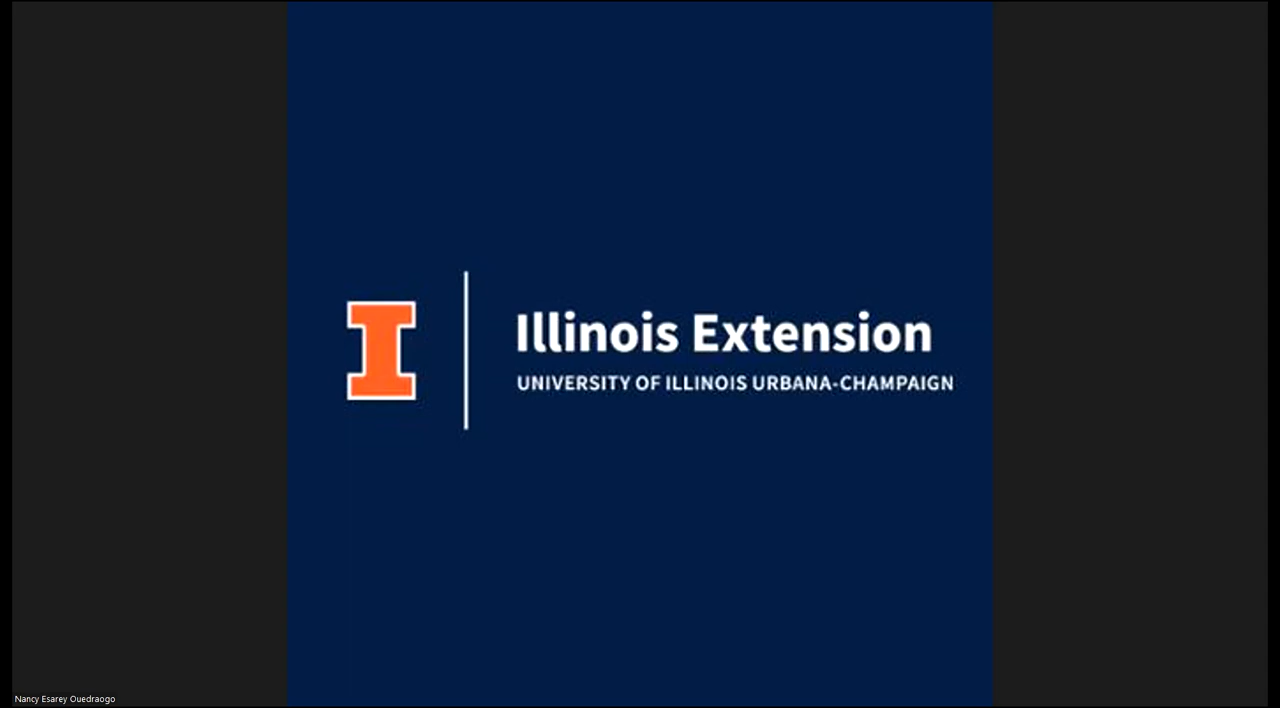 I
Illinois Extension
UNIVERSITY OF ILLINOIS URBANA-CHAMPAIGN
Nancy Esarey Ouedraogo